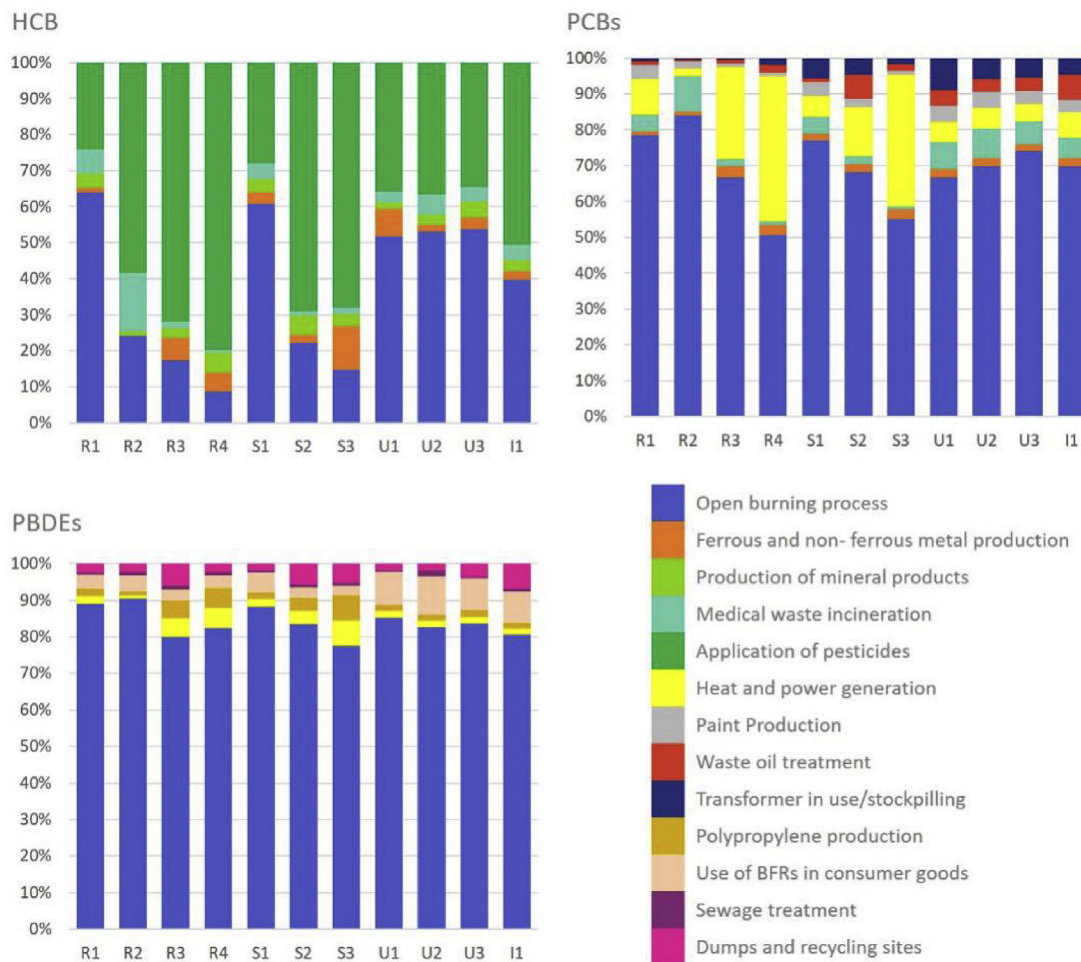 HCB
100%
90%
80%
70%
60%
50%
40%
30%
20%
10%
0%
R1 R2 R3 R4 S1 S2 S3 U1 U2 U3 I1
PCBs
100%
90%
80%
70%
60%
50%
40%
30%
20%
10%
0%
R1 R2 R3 R4 S1 S2 S3 U1 U2 U3 I1
PBDEs
100%
90%
80%
70%
60%
50%
40%
30%
20%
10%
0%
R1 R2 R3 R4 S1 S2 S3 U1 U2 U3 I1
Open burning process
Ferrous and non- ferrous metal production
Production of mineral products
Medical waste incineration
Application of pesticides
Heat and power generation
Paint Production
Waste oil treatment
Transformer in use/stockpilling
Polypropylene production
Use of BFRs in consumer goods
Sewage treatment
Dumps and recycling sites